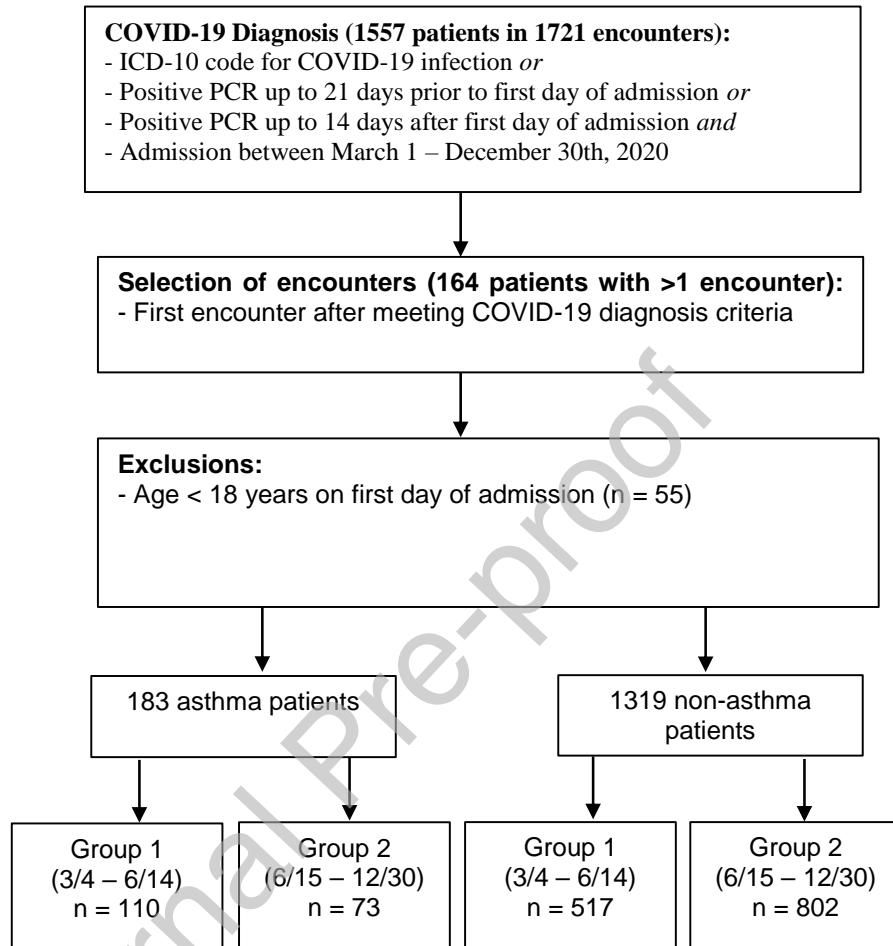 COVID-19 Diagnosis (1557 patients in 1721 encounters):
- ICD-10 code for COVID-19 infection or
- Positive PCR up to 21 days prior to first day of admission or
- Positive PCR up to 14 days after first day of admission and
- Admission between March 1 – December 30th, 2020
Selection of encounters (164 patients with >1 encounter):
- First encounter after meeting COVID-19 diagnosis criteria
Exclusions:
- Age < 18 years on first day of admission (n = 55)
183 asthma patients
1319 non-asthma
patients
Group 1
(3/4 – 6/14)
n = 110
Group 2
(6/15 – 12/30)
n = 73
Group 1
(3/4 – 6/14)
n = 517
Group 2
(6/15 – 12/30)
n = 802
rnal Pre-proof